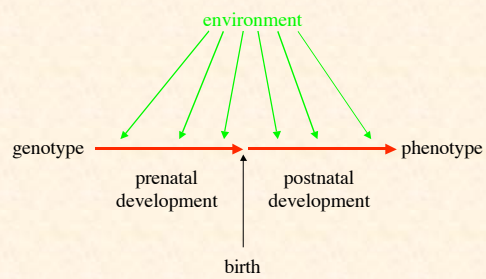 environment
genotype
phenotype
prenatal
development
postnatal
development
birth